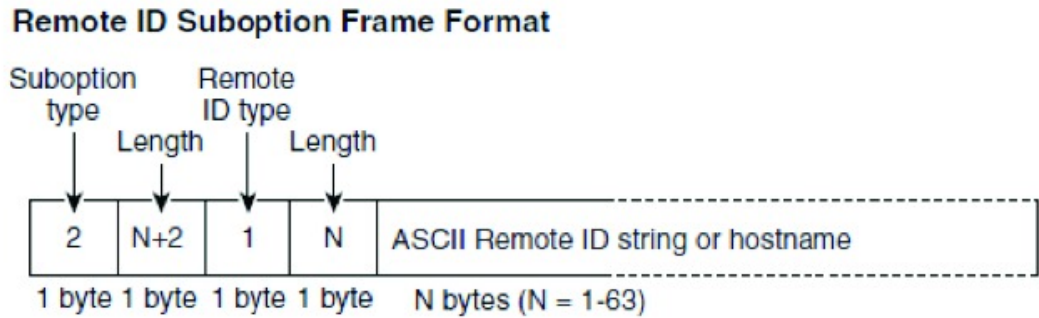 Remote ID Suboption Frame Format
Suboption type
Remote ID type
Length
Length
2
N+2
1
N
ASCII Remote ID string or hostname
1 byte 1 byte 1 byte 1 byte
N bytes (N = 1-63)